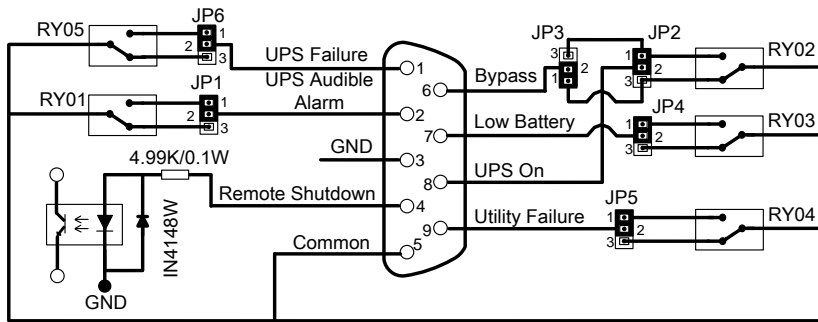 RY05
JP6
1
2
3
UPS Failure
1
UPS Audible
Alarm
2
RY01
JP1
1
2
3
GND
3
4.99K/0.1W
Remote Shutdown
4
IN4148W
Common
5
GND
JP3
3
2
1
JP2
1
2
3
RY02
Bypass
6
Low Battery
7
JP4
1
2
3
RY03
UPS On
8
JP5
Utility Failure
9
1
2
3
RY04